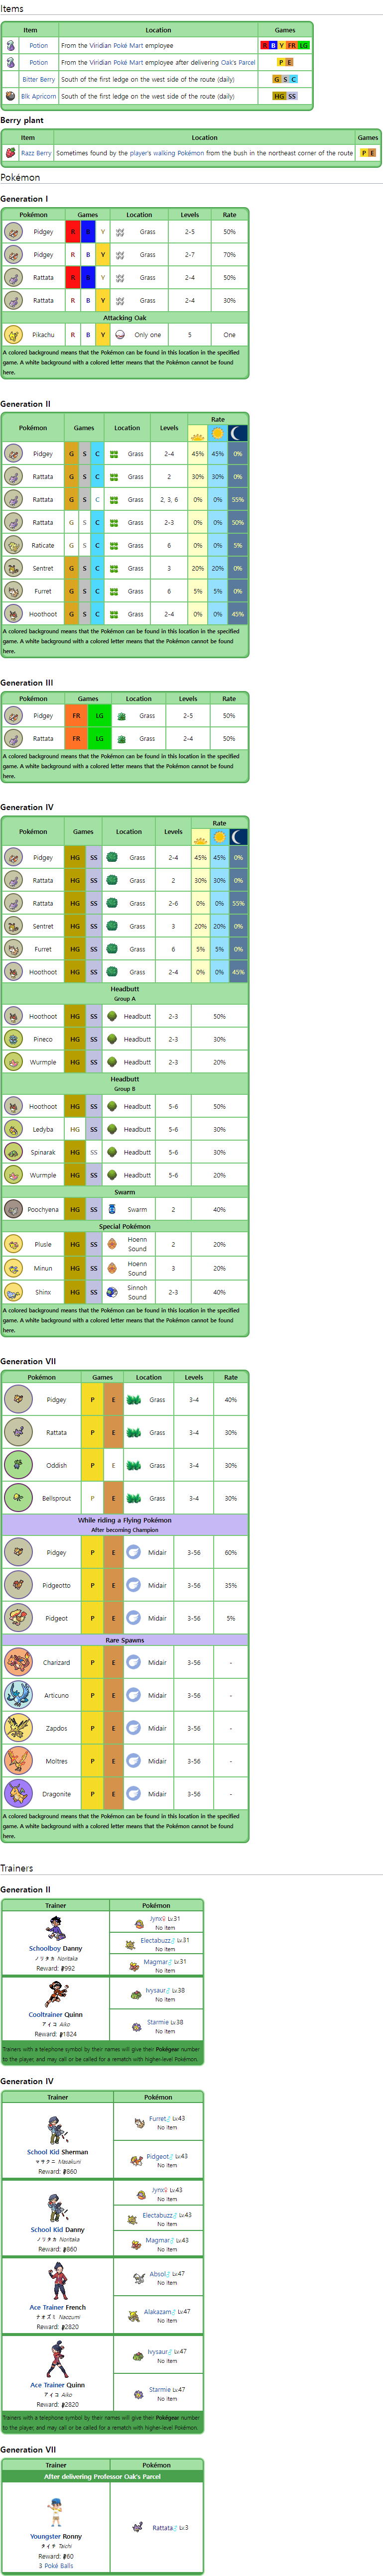 Items
Item Location Games
Potion From the Viridian Poké Mart employee R B Y FR LG
Potion From the Viridian Poké Mart employee after delivering Oak's Parcel P E
Bitter Berry South of the first ledge on the west side of the route (daily) G S C
Blk Apricorn South of the first ledge on the west side of the route (daily) HG SS
Berry plant
Item Location Games
Razz Berry Sometimes found by the player's walking Pokémon from the bush in the northeast corner of the route P E
Pokémon
Generation I
Pokémon Games Location Levels Rate
Pidgey R B Y Grass 2-5 50%
Pidgey R B Y Grass 2-7 70%
Rattata R B Y Grass 2-4 50%
Rattata R B Y Grass 2-4 30%
Attacking Oak
Pikachu R B Y Only one 5 One
A colored background means that the Pokémon can be found in this location in the specified
game. A white background with a colored letter means that the Pokémon cannot be found
here.
Generation II
Pokémon Games Location Levels Rate
Pidgey G S C Grass 2-4 45% 45% 0%
Rattata G S C Grass 2 30% 30% 0%
Rattata G S C Grass 2, 3, 6 0% 0% 55%
Rattata G S C Grass 2-3 0% 0% 50%
Raticate G S C Grass 6 0% 0% 5%
Sentret G S C Grass 3 20% 20% 0%
Furret G S C Grass 6 5% 5% 0%
Hoothoot G S C Grass 2-4 0% 0% 45%
A colored background means that the Pokémon can be found in this location in the specified
game. A white background with a colored letter means that the Pokémon cannot be found
here.
Generation III
Pokémon Games Location Levels Rate
Pidgey FR LG Grass 2-5 50%
Rattata FR LG Grass 2-4 50%
A colored background means that the Pokémon can be found in this location in the specified
game. A white background with a colored letter means that the Pokémon cannot be found
here.
Generation IV
Pokémon Games Location Levels Rate
Pidgey HG SS Grass 2-4 45% 45% 0%
Rattata HG SS Grass 2 30% 30% 0%
Rattata HG SS Grass 2-6 0% 0% 55%
Sentret HG SS Grass 3 20% 20% 0%
Furret HG SS Grass 6 5% 5% 0%
Hoothoot HG SS Grass 2-4 0% 0% 45%
Headbutt
Group A
Hoothoot HG SS Headbutt 2-3 50%
Pineco HG SS Headbutt 2-3 30%
Wurmple HG SS Headbutt 2-3 20%
Headbutt
Group B
Hoothoot HG SS Headbutt 5-6 50%
Ledyba HG SS Headbutt 5-6 30%
Spinarak HG SS Headbutt 5-6 30%
Wurmple HG SS Headbutt 5-6 20%
Swarm
Poochyena HG SS Swarm 2 40%
Special Pokémon
Plusle HG SS Hoenn Sound 2 20%
Minun HG SS Hoenn Sound 3 20%
Shinx HG SS Sinnoh Sound 2-3 40%
A colored background means that the Pokémon can be found in this location in the specified
game. A white background with a colored letter means that the Pokémon cannot be found
here.
Generation VII
Pokémon Games Location Levels Rate
Pidgey P E Grass 3-4 40%
Rattata P E Grass 3-4 30%
Oddish P E Grass 3-4 30%
Bellsprout P E Grass 3-4 30%
While riding a Flying Pokémon
After becoming Champion
Pidgey P E Midair 3-56 60%
Pidgeotto P E Midair 3-56 35%
Pidgeot P E Midair 3-56 5%
Rare Spawns
Charizard P E Midair 3-56 -
Articuno P E Midair 3-56 -
Zapdos P E Midair 3-56 -
Moltres P E Midair 3-56 -
Dragonite P E Midair 3-56 -
A colored background means that the Pokémon can be found in this location in the specified
game. A white background with a colored letter means that the Pokémon cannot be found
here.
Trainers
Generation II
Trainer Pokémon
Schoolboy Danny
ノリタカ Noritaka
Reward: 992
Jynx♀ Lv.31
No item
Electabuzz♂ Lv.31
No item
Magmar♂ Lv.31
No item
Cooltrainer Quinn
アイコ Aiko
Reward: 1824
Ivysaur♂ Lv.38
No item
Starmie Lv.38
No item
Trainers with a telephone symbol by their names will give their Pokégear number
to the player, and may call or be called for a rematch with higher-level Pokémon.
Generation IV
Trainer Pokémon
School Kid Sherman
マサクニ Masakuni
Reward: 860
Furret♂ Lv.43
No item
Pidgeot♂ Lv.43
No item
School Kid Danny
ノリタカ Noritaka
Reward: 860
Jynx♀ Lv.43
No item
Electabuzz♂ Lv.43
No item
Magmar♂ Lv.43
No item
Ace Trainer French
ナオズミ Naozumi
Reward: 2820
Absol♂ Lv.47
No item
Alakazam♂ Lv.47
No item
Ace Trainer Quinn
アイコ Aiko
Reward: 2820
Ivysaur♂ Lv.47
No item
Starmie Lv.47
No item
Trainers with a telephone symbol by their names will give their Pokégear number
to the player, and may call or be called for a rematch with higher-level Pokémon.
Generation VII
Trainer Pokémon
After delivering Professor Oak's Parcel
Youngster Ronny
タイチ Taichi
Reward: 60
3 Poké Balls
Rattata♂ Lv.3